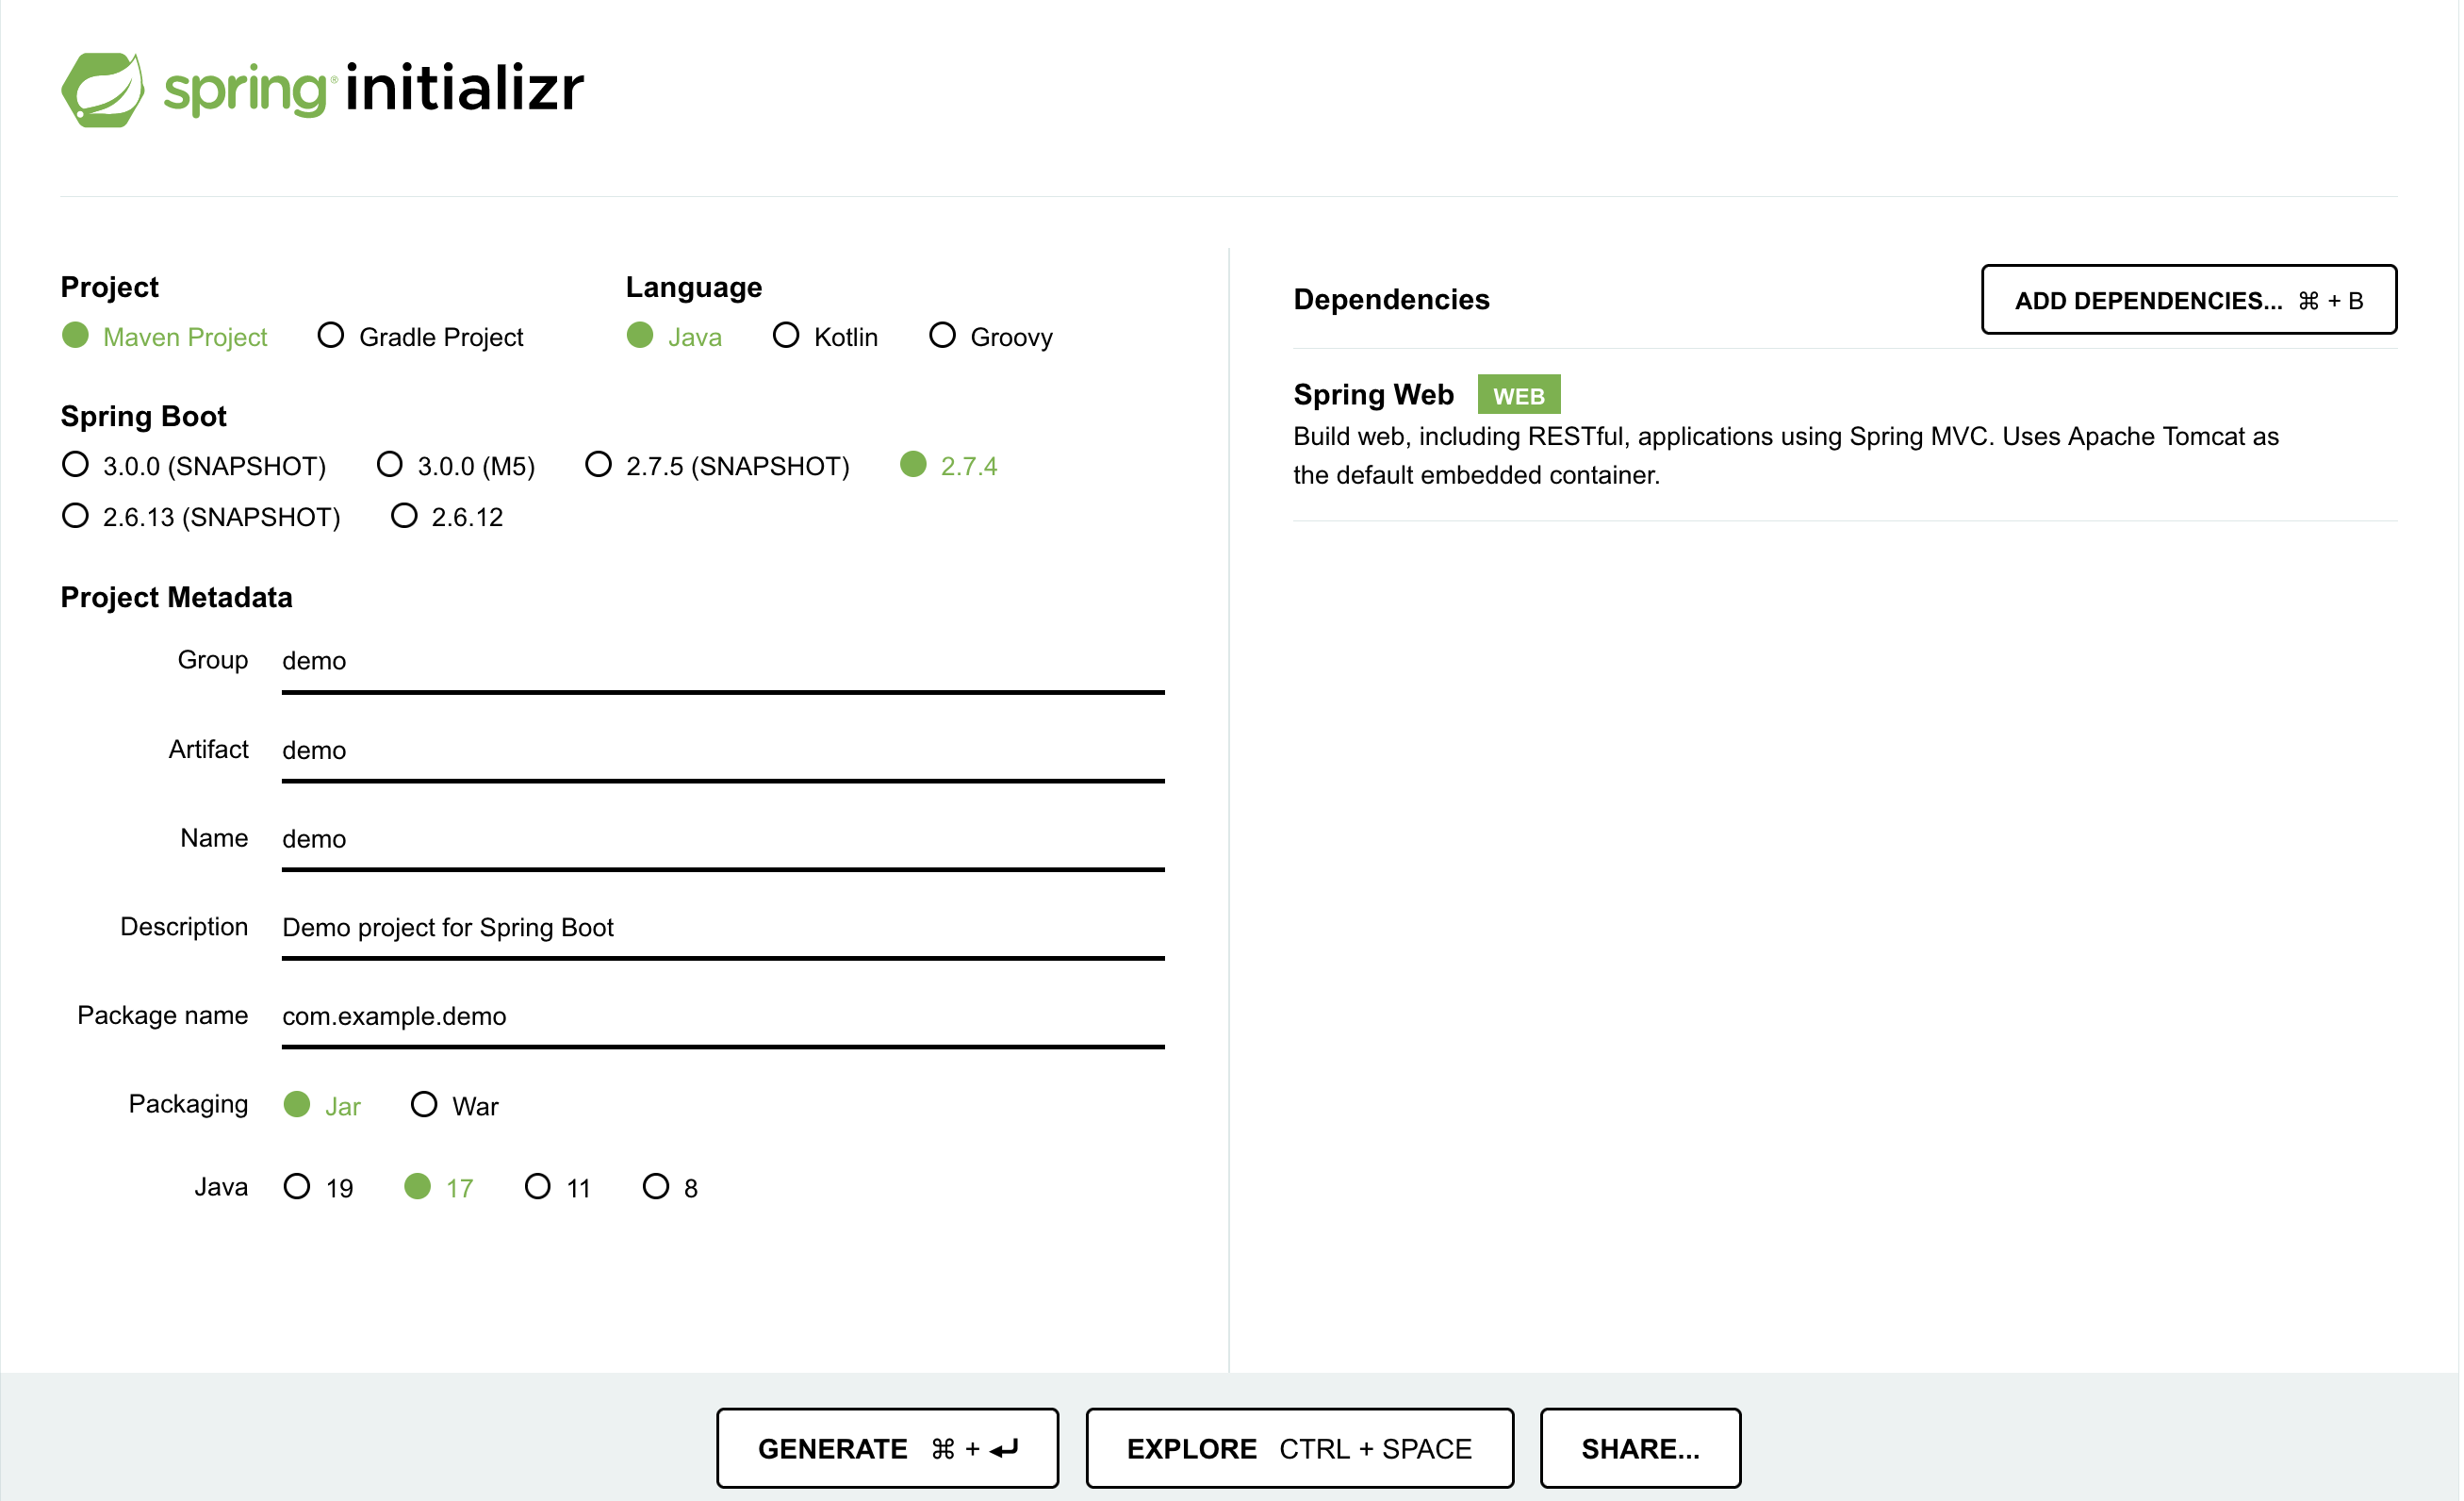 spring® initializr
Project
Maven Project Gradle Project
Language
Java Kotlin Groovy
Spring Boot
3.0.0 (SNAPSHOT) 3.0.0 (M5) 2.7.5 (SNAPSHOT) 2.7.4
2.6.13 (SNAPSHOT) 2.6.12
Project Metadata
Group demo
Artifact demo
Name demo
Description Demo project for Spring Boot
Package name com.example.demo
Packaging Jar War
Java 19 17 11 8
Dependencies ADD DEPENDENCIES... ⌘ + B
Spring Web WEB
Build web, including RESTful, applications using Spring MVC. Uses Apache Tomcat as
the default embedded container.
GENERATE ⌘ + ⏎ EXPLORE CTRL + SPACE SHARE...